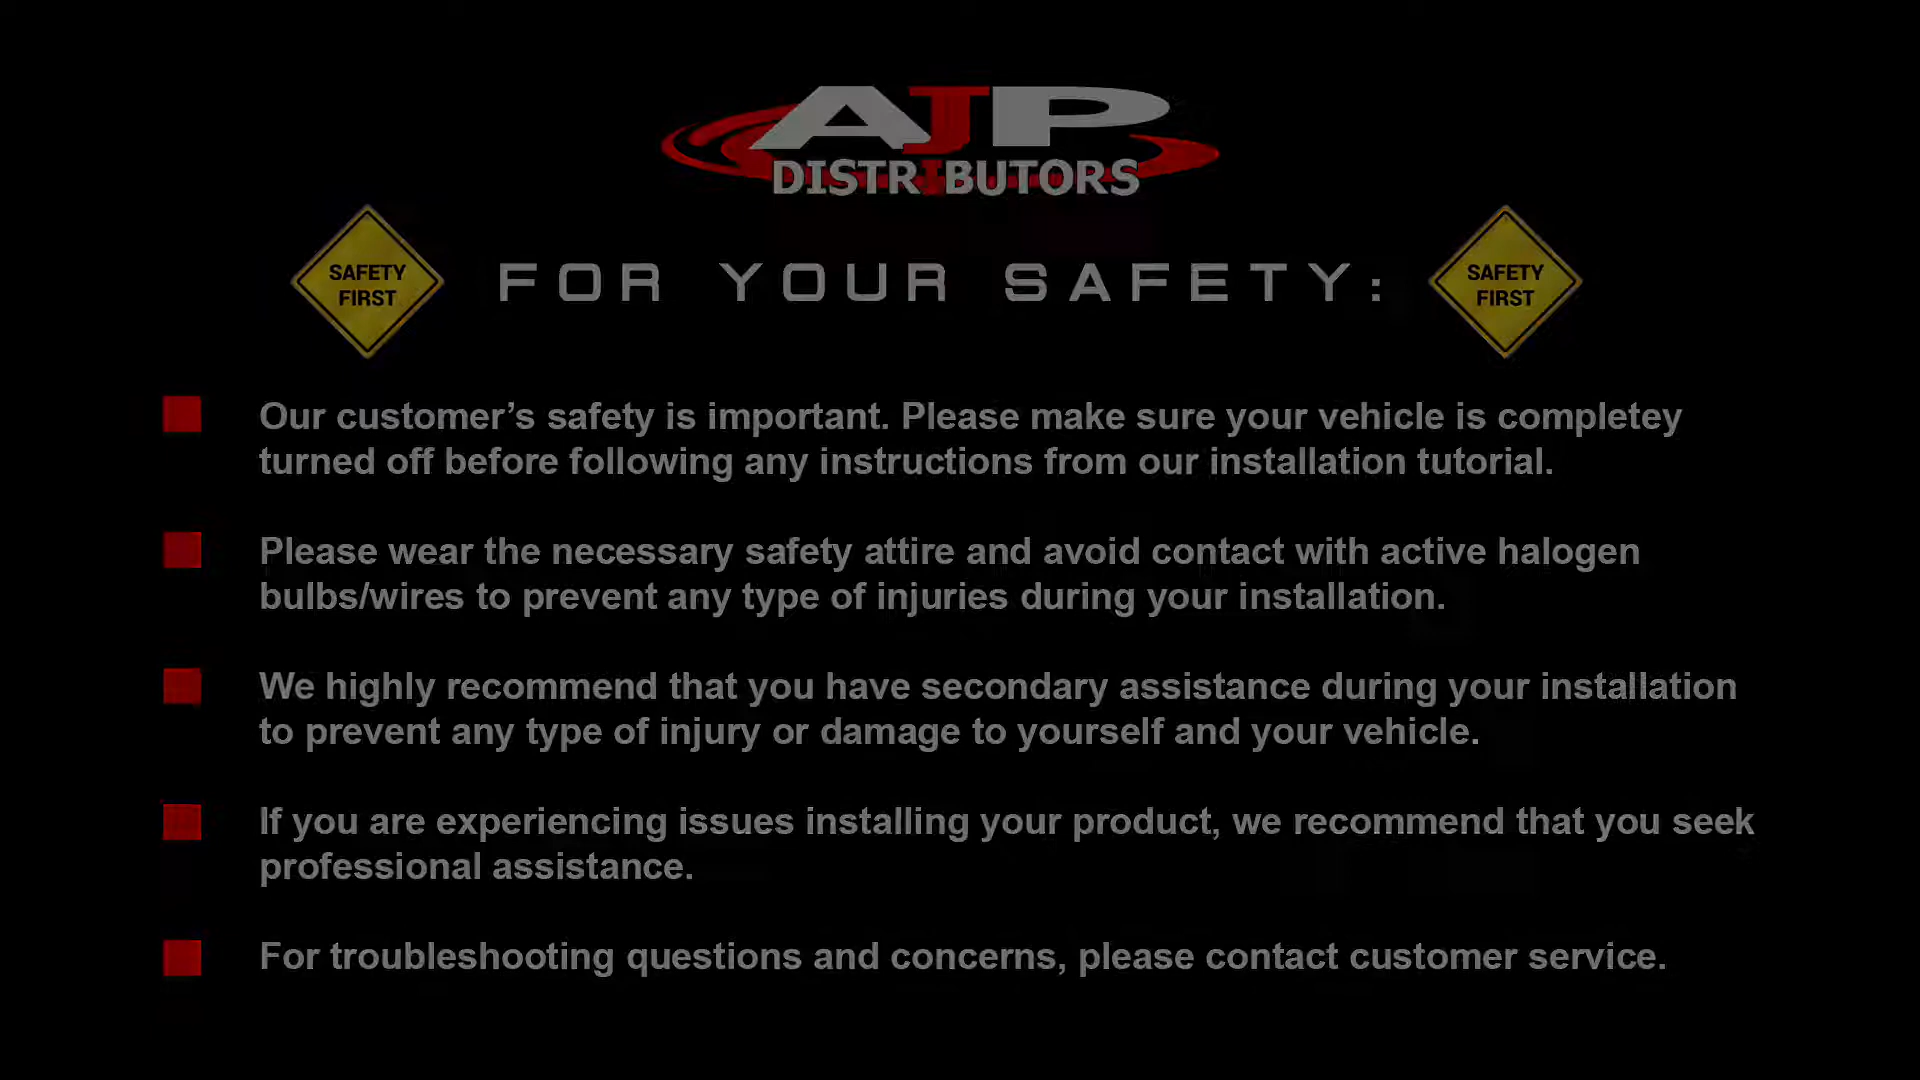 AJP
DISTRIBUTORS
SAFETY
FIRST
FOR YOUR SAFETY:
SAFETY
FIRST
Our customer’s safety is important. Please make sure your vehicle is completey
turned off before following any instructions from our installation tutorial.
Please wear the necessary safety attire and avoid contact with active halogen
bulbs/wires to prevent any type of injuries during your installation.
We highly recommend that you have secondary assistance during your installation
to prevent any type of injury or damage to yourself and your vehicle.
If you are experiencing issues installing your product, we recommend that you seek
professional assistance.
For troubleshooting questions and concerns, please contact customer service.